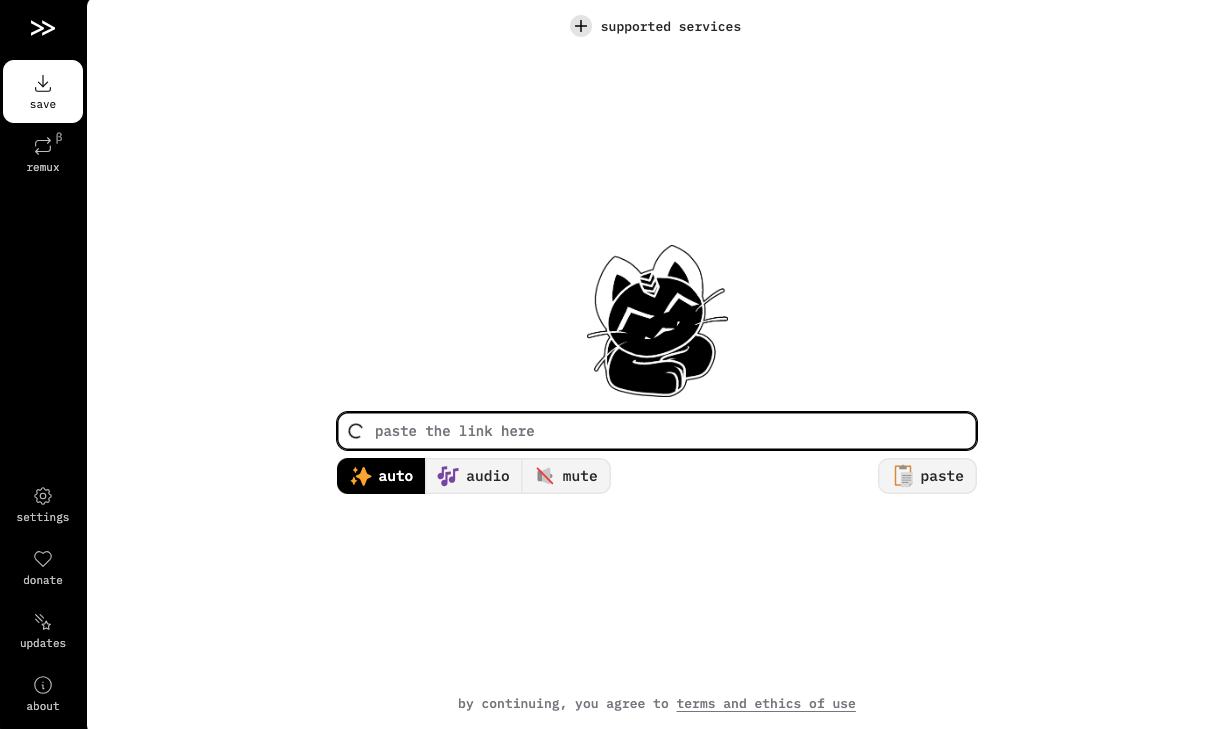 supported services
save
β
remux
paste the link here
auto
audio
mute
paste
settings
donate
updates
about
by continuing, you agree to terms and ethics of use